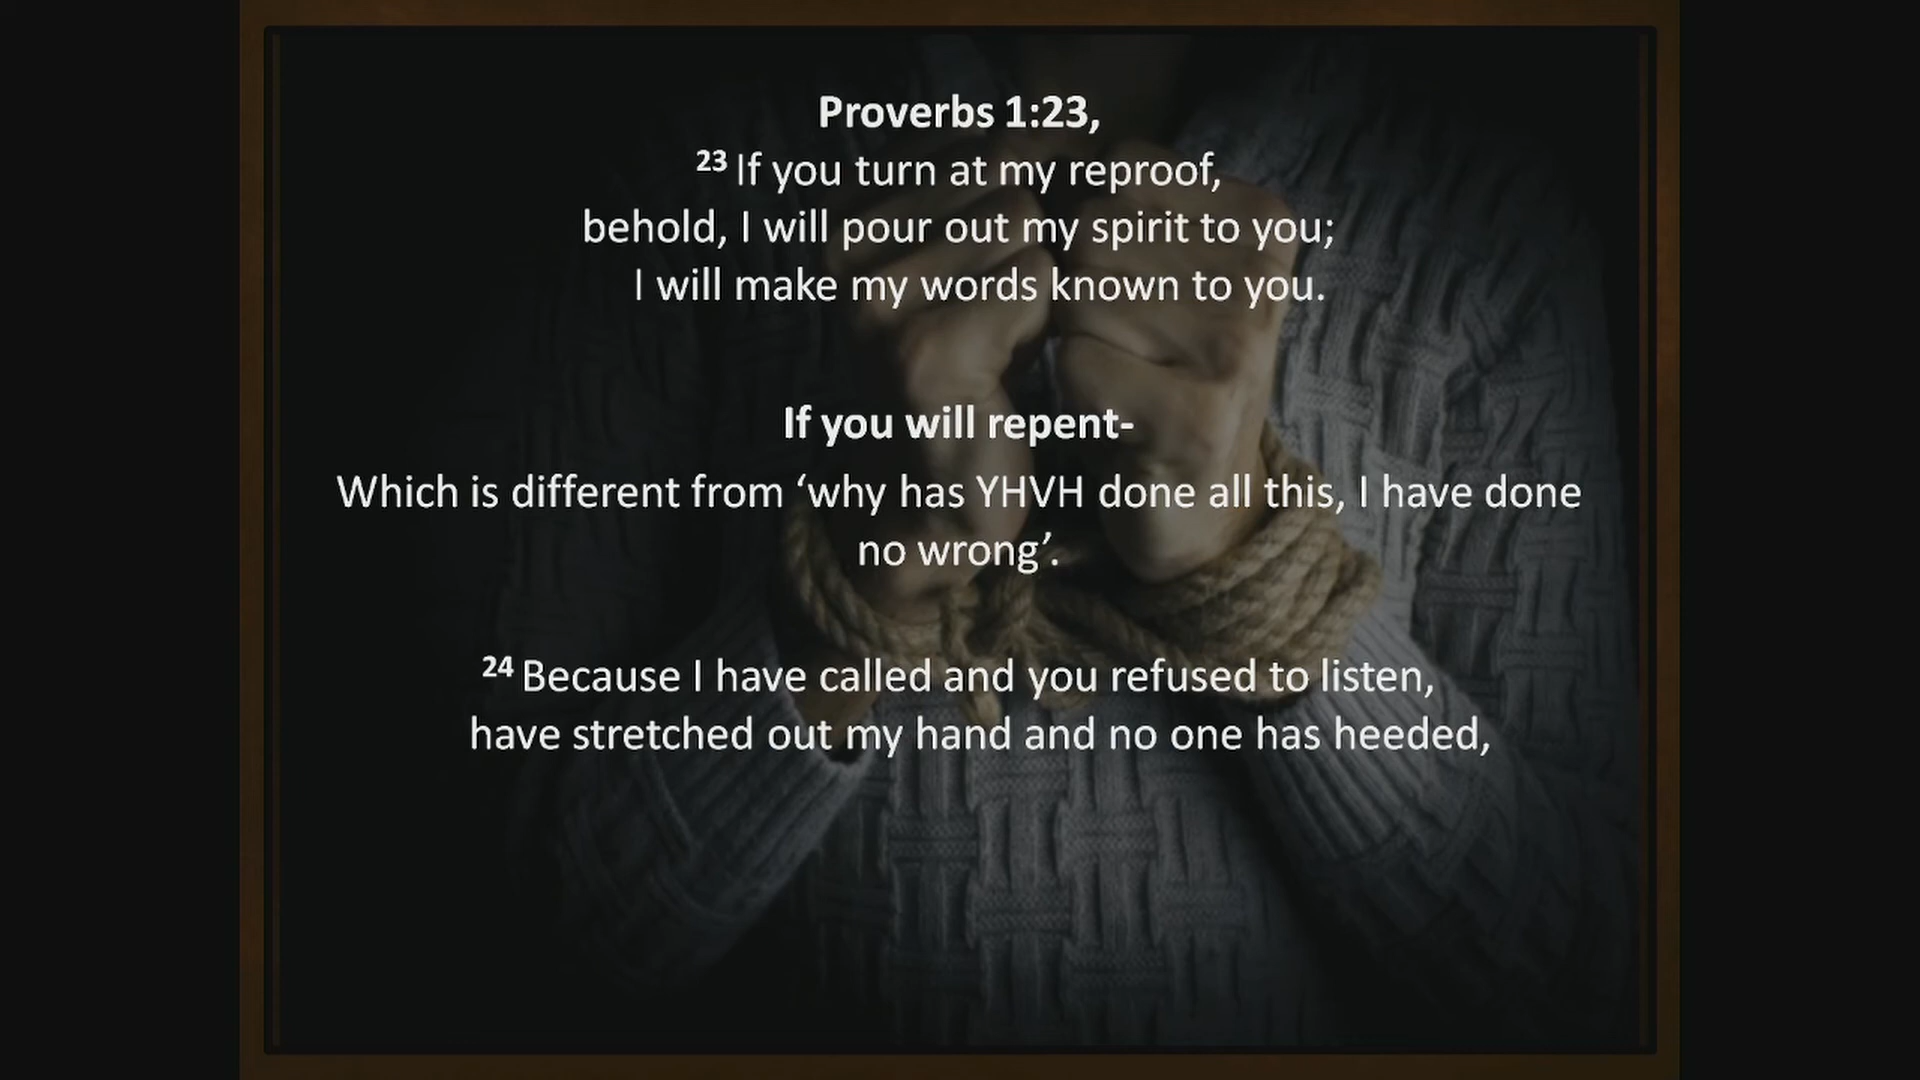 Proverbs 1:23,
23 If you turn at my reproof,
behold, I will pour out my spirit to you;
I will make my words known to you.
If you will repent-
Which is different from ‘why has YHVH done all this, I have done
no wrong’.
24 Because I have called and you refused to listen,
have stretched out my hand and no one has heeded,